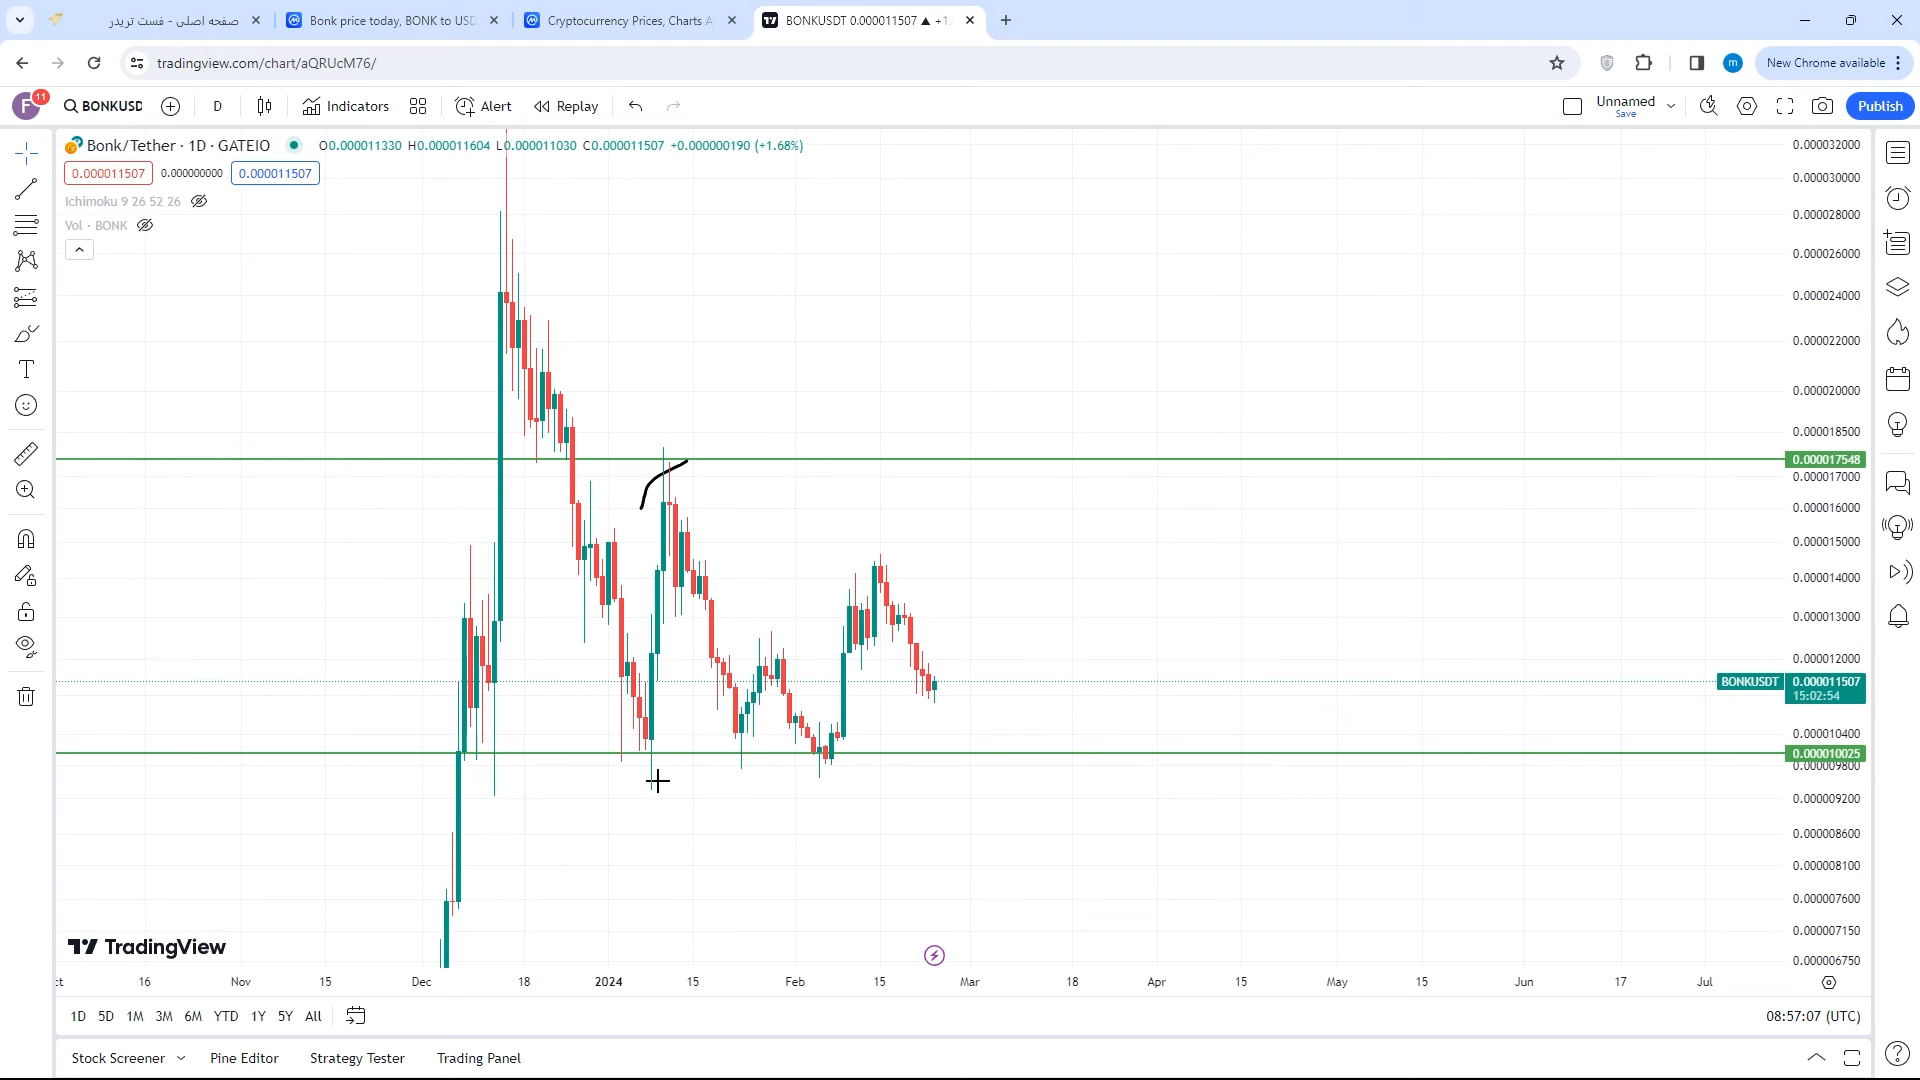 صفحه اصلی - فست تریدر
Bonk price today, BONK to USD
Cryptocurrency Prices, Charts A
BONKUSDT 0.000011507 ▲ +1.
tradingview.com/chart/aQRUcM76/
m
New Chrome available
F
11
BONKUSD
D
Indicators
Alert
Replay
Unnamed
Save
Publish
Bonk/Tether · 1D · GATEIO
O0.000011330 H0.000011604 L0.000011030 C0.000011507 +0.000000190 (+1.68%)
0.000011507
0.000000000
0.000011507
Ichimoku 9 26 52 26
Vol · BONK
0.000032000
0.000030000
0.000028000
0.000026000
0.000024000
0.000022000
0.000020000
0.000018500
0.000017548
0.000017000
0.000016000
0.000015000
0.000014000
0.000013000
0.000012000
BONKUSDT 0.000011507
15:02:54
0.000010400
0.000010025
0.000009800
0.000009200
0.000008600
0.000008100
0.000007600
0.000007150
0.000006750
TradingView
16 Nov 15 Dec 18 2024 15 Feb 15 Mar 18 Apr 15 May 15 Jun 17 Jul
1D 5D 1M 3M 6M YTD 1Y 5Y All
08:57:07 (UTC)
Stock Screener
Pine Editor
Strategy Tester
Trading Panel